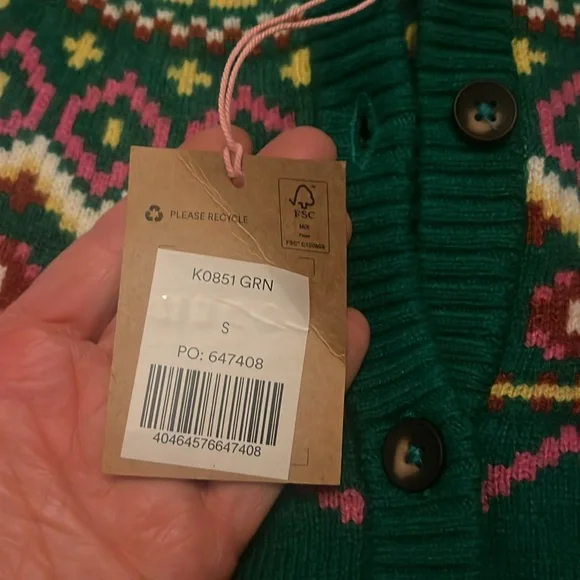 PLEASE RECYCLE
FSC
MIX
K0851 GRN
S
PO: 647408
40464576647408